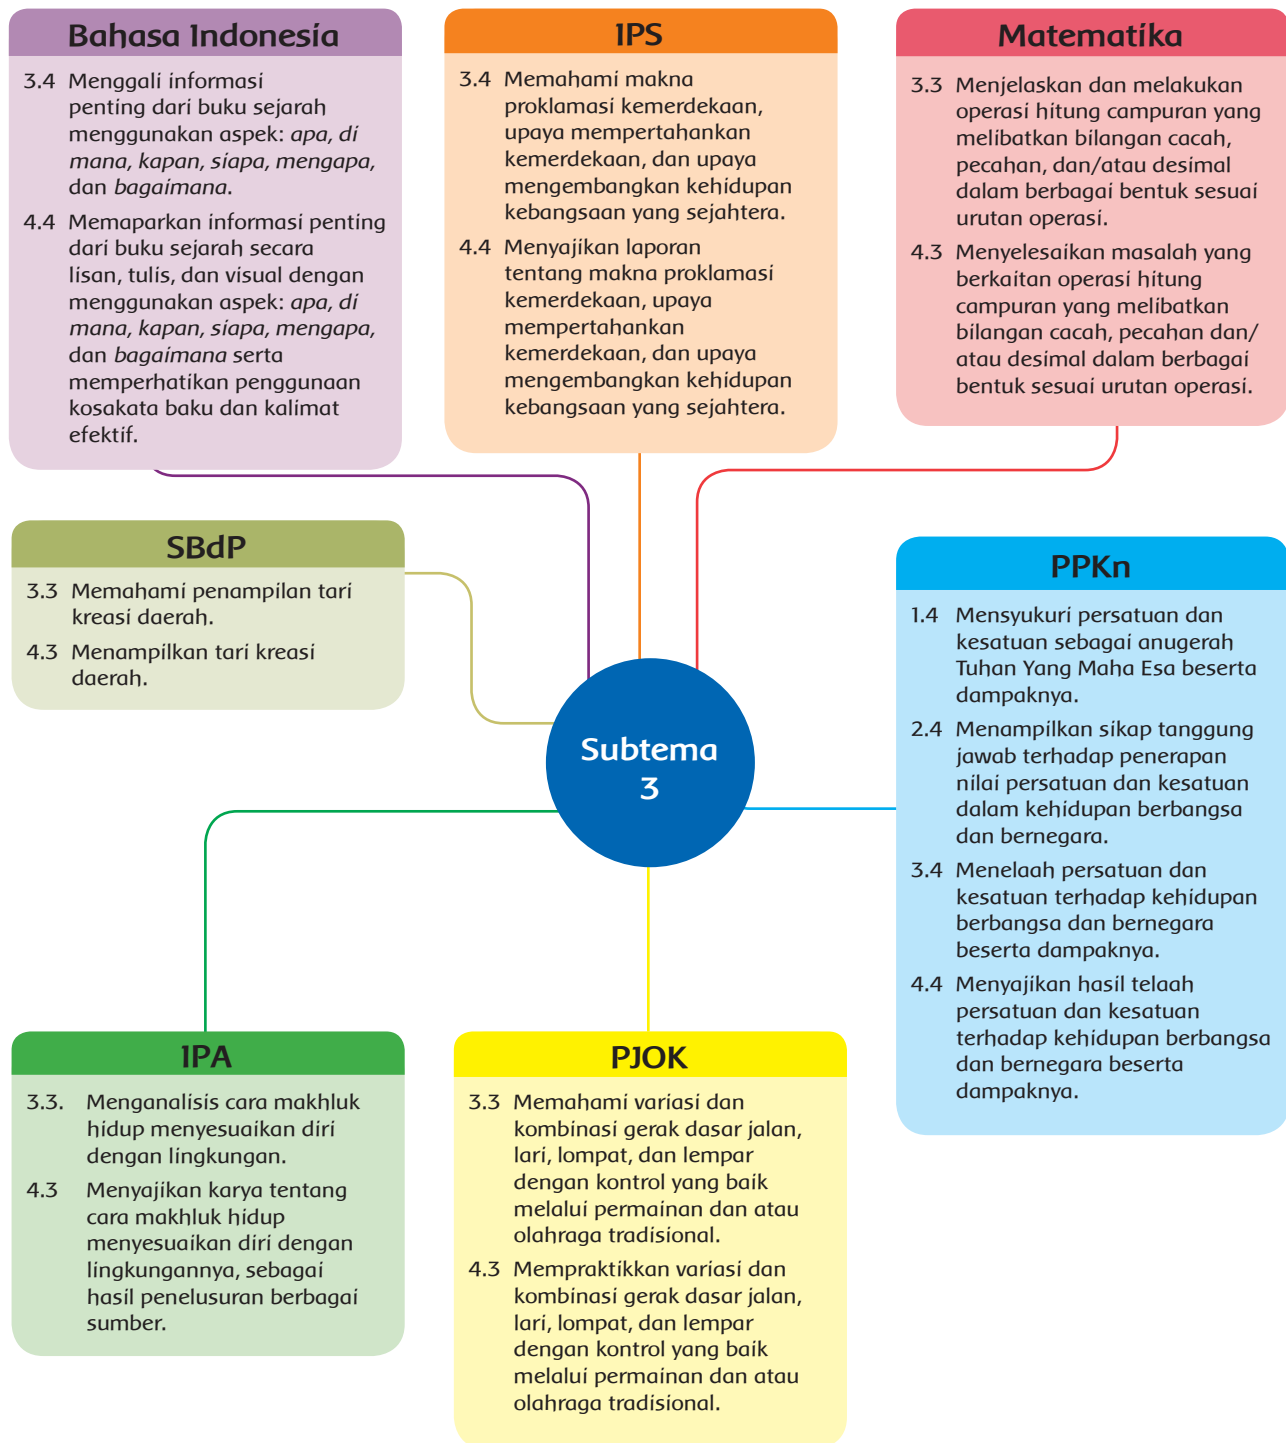 Bahasa Indonesia
3.4 Menggali informasi
penting dari buku sejarah
menggunakan aspek: apa, di
mana, kapan, siapa, mengapa,
dan bagaimana.
4.4 Memaparkan informasi penting
dari buku sejarah secara
lisan, tulis, dan visual dengan
menggunakan aspek: apa, di
mana, kapan, siapa, mengapa,
dan bagaimana serta
memperhatikan penggunaan
kosakata baku dan kalimat
efektif.
IPS
3.4 Memahami makna
proklamasi kemerdekaan,
upaya mempertahankan
kemerdekaan, dan upaya
mengembangkan kehidupan
kebangsaan yang sejahtera.
4.4 Menyajikan laporan
tentang makna proklamasi
kemerdekaan, upaya
mempertahankan
kemerdekaan, dan upaya
mengembangkan kehidupan
kebangsaan yang sejahtera.
Matematika
3.3 Menjelaskan dan melakukan
operasi hitung campuran yang
melibatkan bilangan cacah,
pecahan, dan/atau desimal
dalam berbagai bentuk sesuai
urutan operasi.
4.3 Menyelesaikan masalah yang
berkaitan operasi hitung
campuran yang melibatkan
bilangan cacah, pecahan dan/
atau desimal dalam berbagai
bentuk sesuai urutan operasi.
SBdP
3.3 Memahami penampilan tari
kreasi daerah.
4.3 Menampilkan tari kreasi
daerah.
PPKn
1.4 Mensyukuri persatuan dan
kesatuan sebagai anugerah
Tuhan Yang Maha Esa beserta
dampaknya.
2.4 Menampilkan sikap tanggung
jawab terhadap penerapan
nilai persatuan dan kesatuan
dalam kehidupan berbangsa
dan bernegara.
3.4 Menelaah persatuan dan
kesatuan terhadap kehidupan
berbangsa dan bernegara
beserta dampaknya.
4.4 Menyajikan hasil telaah
persatuan dan kesatuan
terhadap kehidupan berbangsa
dan bernegara beserta
dampaknya.
Subtema
3
IPA
3.3. Menganalisis cara makhluk
hidup menyesuaikan diri
dengan lingkungan.
4.3 Menyajikan karya tentang
cara makhluk hidup
menyesuaikan diri dengan
lingkungannya, sebagai
hasil penelusuran berbagai
sumber.
PJOK
3.3 Memahami variasi dan
kombinasi gerak dasar jalan,
lari, lompat, dan lempar
dengan kontrol yang baik
melalui permainan dan atau
olahraga tradisional.
4.3 Mempraktikkan variasi dan
kombinasi gerak dasar jalan,
lari, lompat, dan lempar
dengan kontrol yang baik
melalui permainan dan atau
olahraga tradisional.